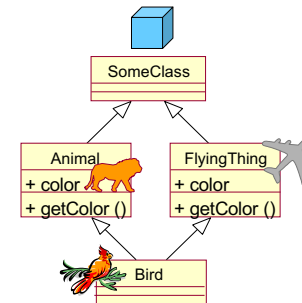 SomeClass
Animal
+ color
+ getColor ()
FlyingThing
+ color
+ getColor ()
Bird